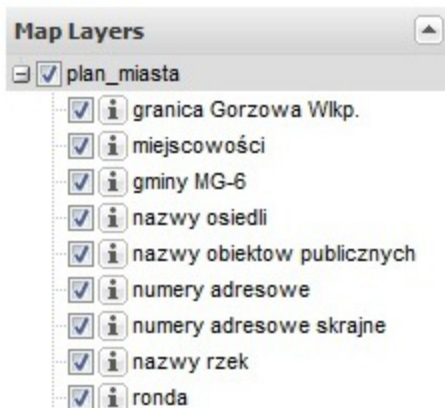 Map Layers
plan_miasta
granica Gorzowa Wlkp.
miejscowości
gminy MG-6
nazwy osiedli
nazwy obiektow publicznych
numery adresowe
numery adresowe skrajne
nazwy rzek
ronda